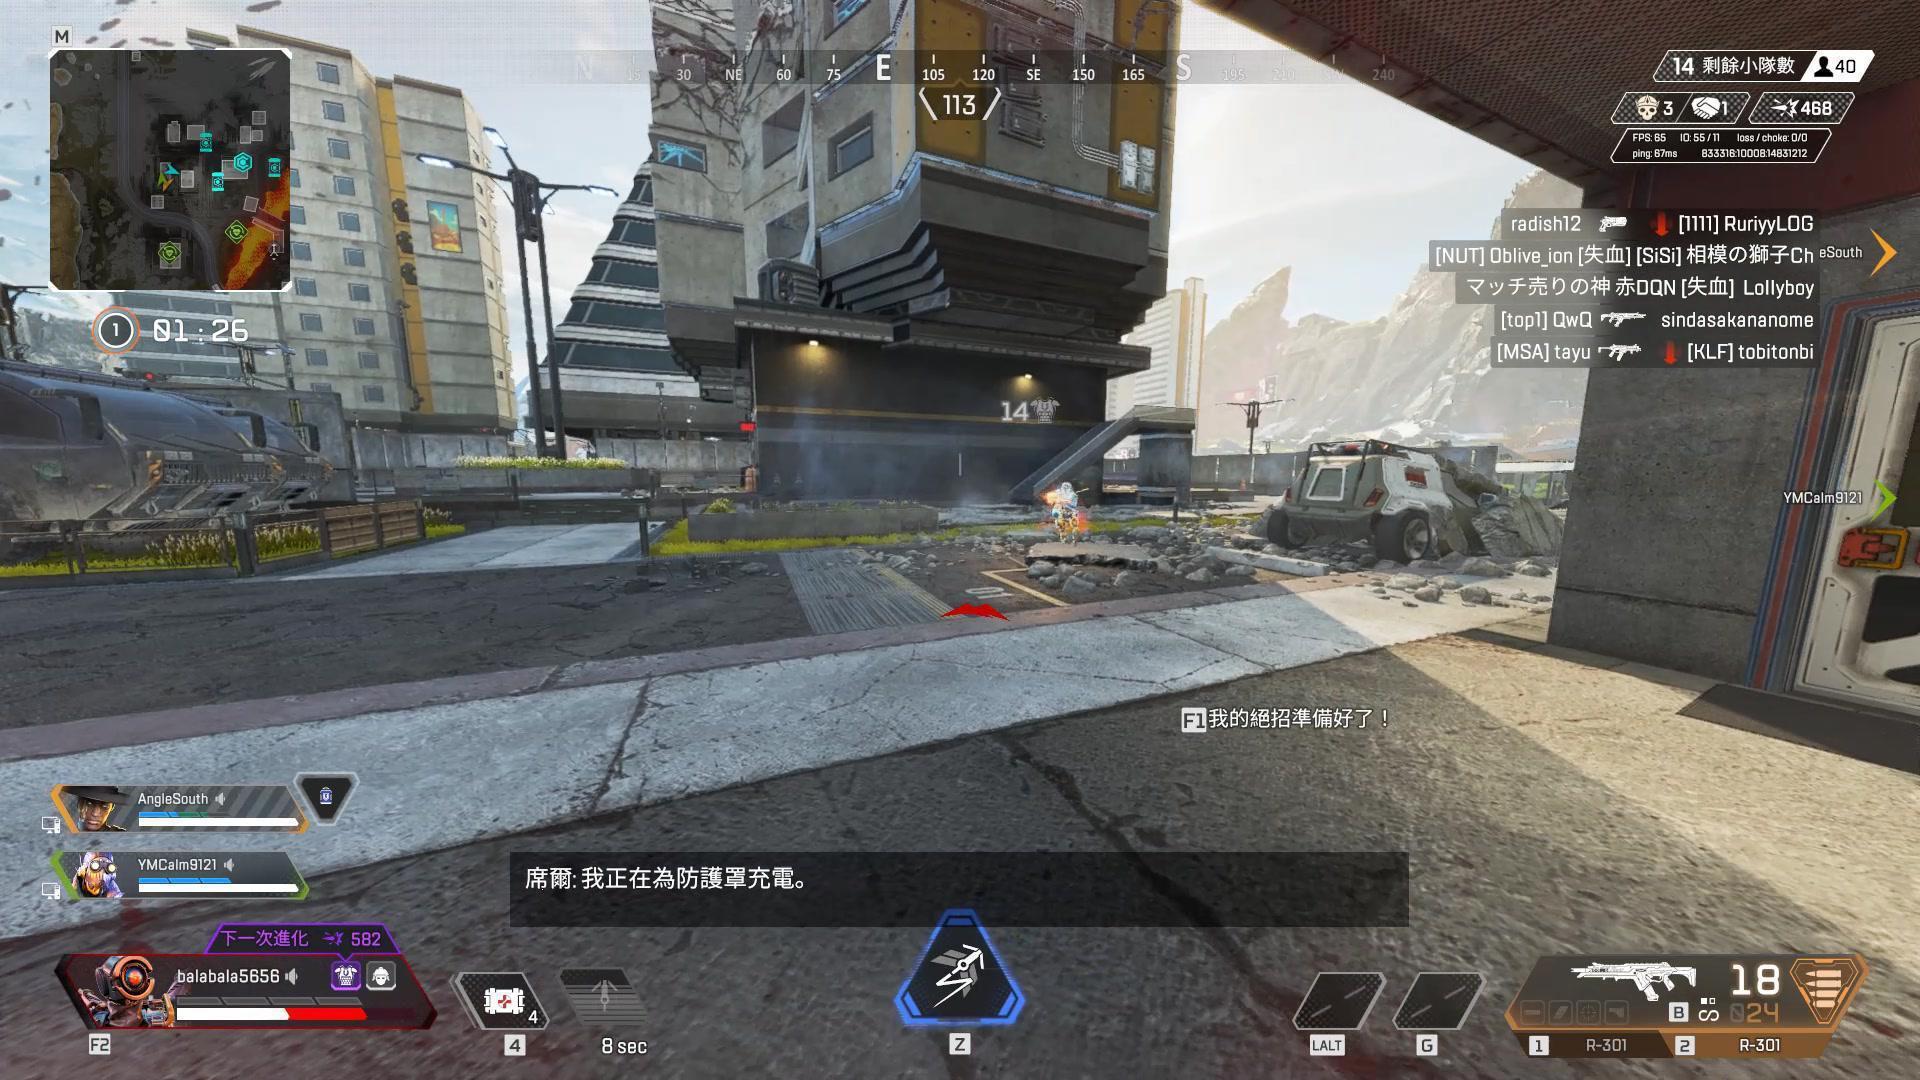 M
N 15 30 NE 60 75 E 105 120 SE 150 165 S 195 210 SW 240
113
14 剩餘小隊數 40
3 1 468
FPS: 65 IO: 55 / 11 loss / choke: 0/0
ping: 67ms 833316:10008:14831212
radish12 [1111] RuriyyLOG
[NUT] Oblive_ion [失血] [SiSi] 相模の獅子Ch
eSouth
マッチ売りの神 赤DQN [失血] Lollyboy
[top1] QwQ sindasakananome
[MSA] tayu [KLF] tobitonbi
1 01:26
14
YMCalm9121
F1 我的絕招準備好了！
AngleSouth
YMCalm9121
席爾: 我正在為防護罩充電。
下一次進化 582
balabala5656
F2
4
4
8 sec
Z
LALT
G
18
B 024
1 R-301 2 R-301